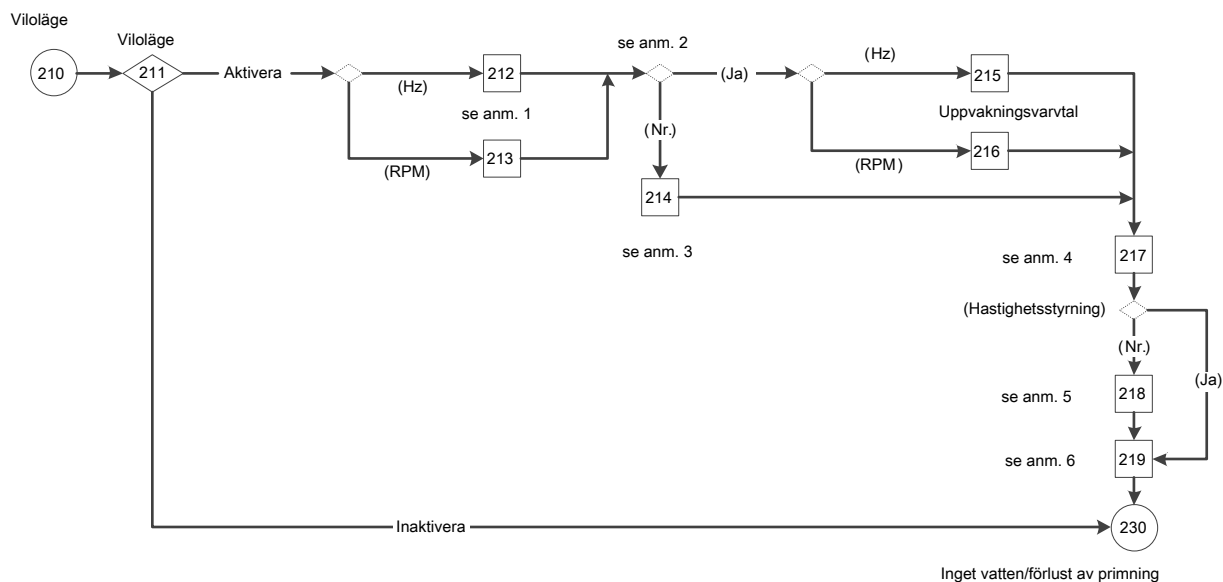 Viloläge
Viloläge
210
211
Aktivera
(Hz)
212
se anm. 1
(RPM)
213
se anm. 2
(Ja)
(Nr.)
214
se anm. 3
(Hz)
215
Uppvakningsvarvtal
(RPM)
216
se anm. 4
217
(Hastighetsstyrning)
(Nr.)
(Ja)
se anm. 5
218
se anm. 6
219
Inaktivera
230
Inget vatten/förlust av primning